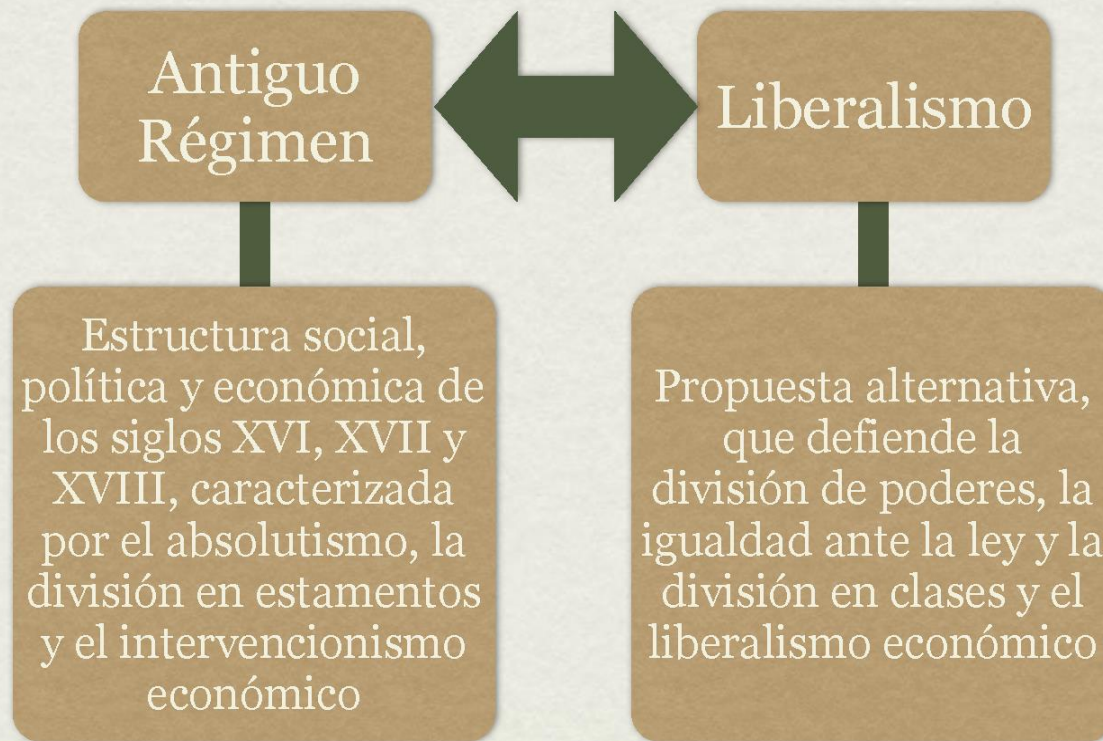 Antiguo
Régimen
Liberalismo
Estructura social,
política y económica de
los siglos XVI, XVII y
XVIII, caracterizada
por el absolutismo, la
división en estamentos
y el intervencionismo
económico
Propuesta alternativa,
que defiende la
división de poderes, la
igualdad ante la ley y la
división en clases y el
liberalismo económico